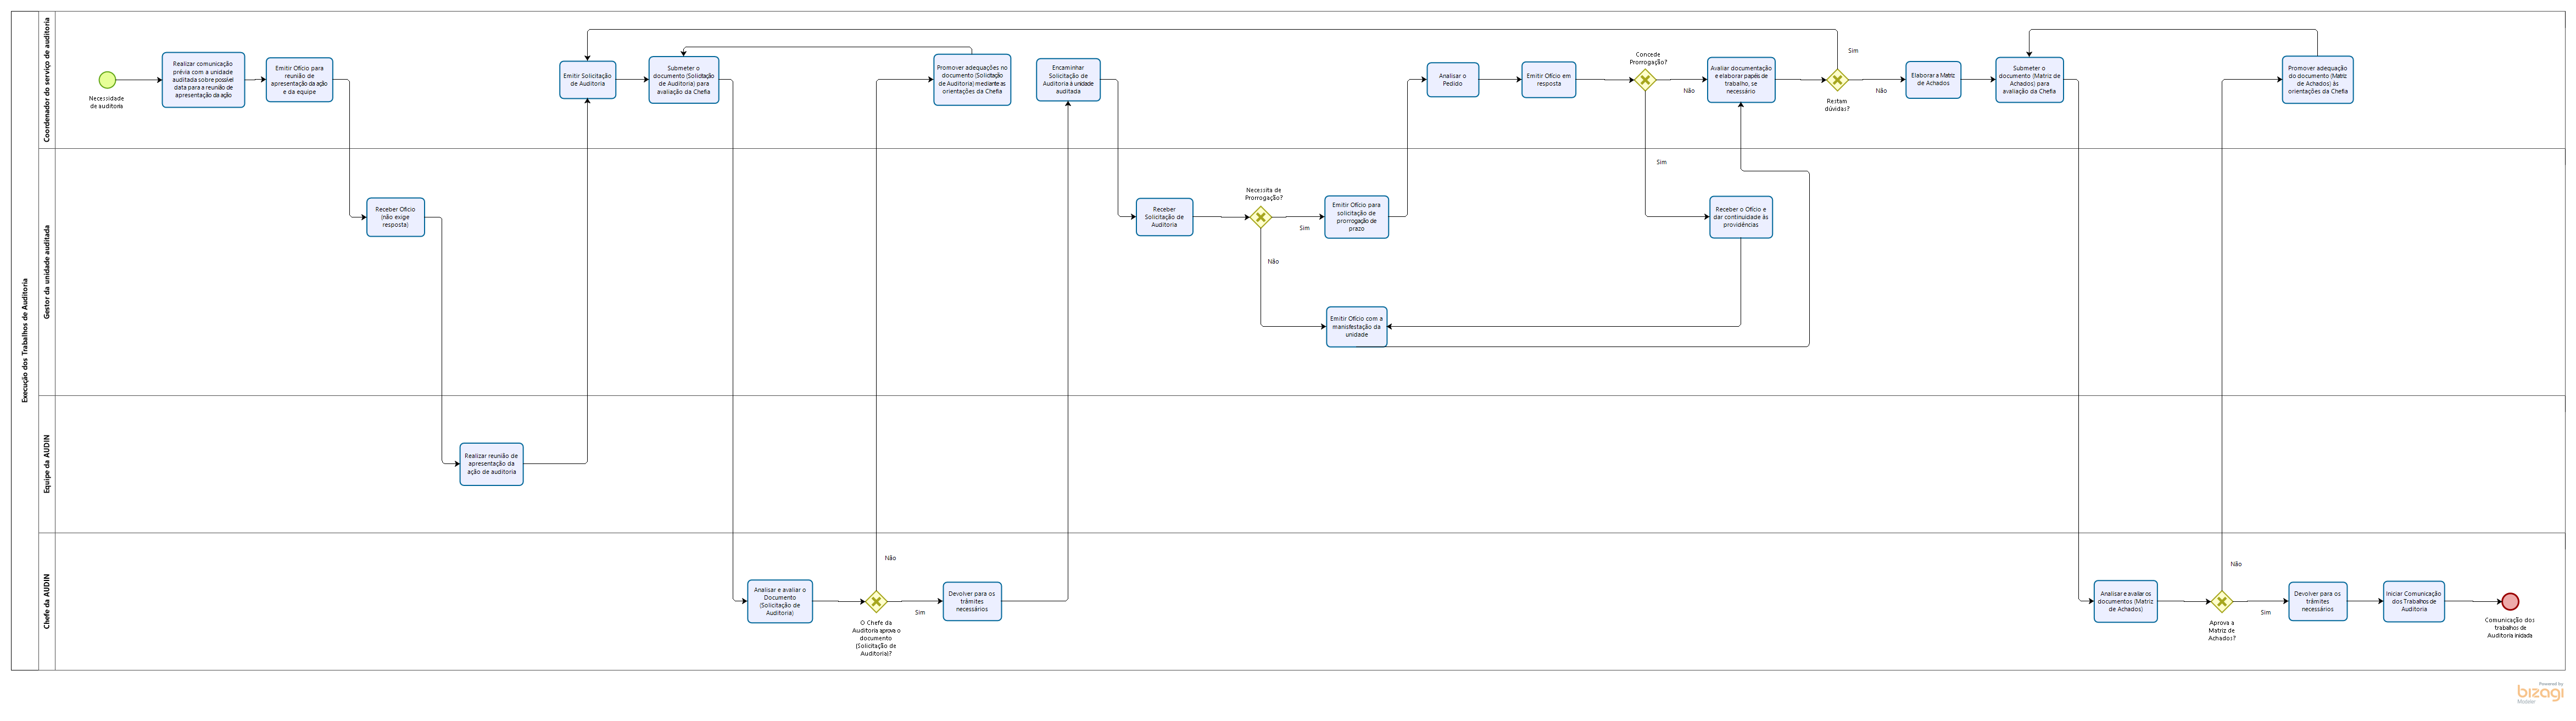 Execução dos Trabalhos de Auditoria
Coordenador do serviço de auditoria
Necessidade
de auditoria
Realizar comunicação
prévia com a unidade
auditada sobre possível
data para a reunião de
apresentação da ação
Emitir Ofício para
reunião de
apresentação da ação
e da equipe
Emitir Solicitação
de Auditoria
Submeter o
documento (Solicitação
de Auditoria) para
avaliação da Chefia
Promover adequações no
documento (Solicitação
de Auditoria) mediante as
orientações da Chefia
Encaminhar
Solicitação de
Auditoria à unidade
auditada
Analisar o
Pedido
Emitir Ofício em
resposta
Concede
Prorrogação?
Não
Sim
Avaliar documentação
e elaborar papéis de
trabalho, se
necessário
Restam
dúvidas?
Sim
Não
Elaborar a Matriz
de Achados
Submeter o
documento (Matriz de
Achados) para
avaliação da Chefia
Promover adequação
do documento (Matriz
de Achados) às
orientações da Chefia
Gestor da unidade auditada
Receber Ofício
(não exige
resposta)
Receber
Solicitação de
Auditoria
Necessita de
Prorrogação?
Sim
Não
Emitir Ofício para
solicitação de
prorrogação de
prazo
Receber o Ofício e
dar continuidade às
providências
Emitir Ofício com a
manisfestação da
unidade
Equipe da AUDIN
Realizar reunião de
apresentação da
ação de auditoria
Chefe da AUDIN
Analisar e avaliar o
Documento
(Solicitação de
Auditoria)
O Chefe da
Auditoria aprova o
documento
(Solicitação de
Auditoria)?
Não
Sim
Devolver para os
trâmites
necessários
Analisar e avaliar os
documentos (Matriz
de Achados)
Aprova a
Matriz de
Achados?
Não
Sim
Devolver para os
trâmites
necessários
Iniciar Comunicação
dos Trabalhos de
Auditoria
Comunicação dos
trabalhos de
Auditoria iniciada
Powered by
bizagi
Modeler